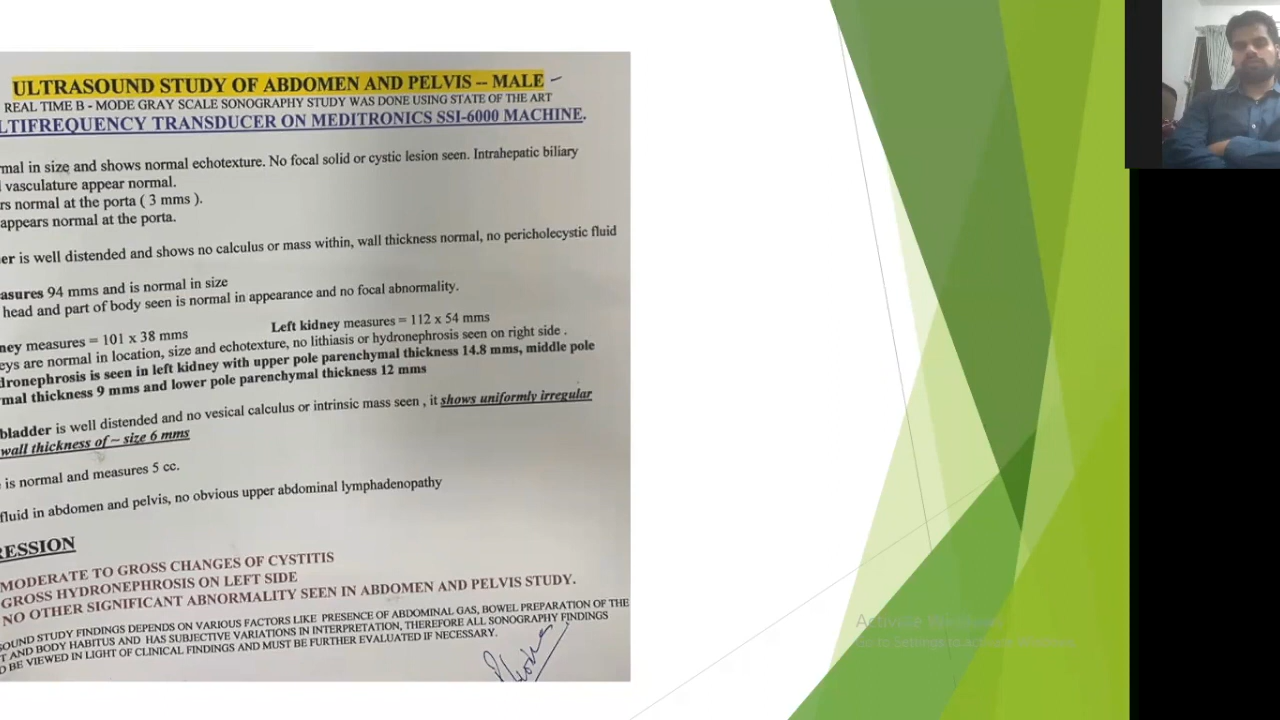 ULTRASOUND STUDY OF ABDOMEN AND PELVIS -- MALE
REAL TIME B - MODE GRAY SCALE SONOGRAPHY STUDY WAS DONE USING STATE OF THE ART
LTIFREQUENCY TRANSDUCER ON MEDITRONICS SSI-6000 MACHINE.
rmal in size and shows normal echotexture. No focal solid or cystic lesion seen. Intrahepatic biliary
vasculature appear normal.
rs normal at the porta ( 3 mms ).
appears normal at the porta.
er is well distended and shows no calculus or mass within, wall thickness normal, no pericholecystic fluid
asures 94 mms and is normal in size
head and part of body seen is normal in appearance and no focal abnormality.
ney measures = 101 x 38 mms Left kidney measures = 112 x 54 mms
eys are normal in location, size and echotexture, no lithiasis or hydronephrosis seen on right side .
dronephrosis is seen in left kidney with upper pole parenchymal thickness 14.8 mms, middle pole
mal thickness 9 mms and lower pole parenchymal thickness 12 mms
bladder is well distended and no vesical calculus or intrinsic mass seen , it shows uniformly irregular
wall thickness of ~ size 6 mms
is normal and measures 5 cc.
fluid in abdomen and pelvis, no obvious upper abdominal lymphadenopathy
RESSION
MODERATE TO GROSS CHANGES OF CYSTITIS
GROSS HYDRONEPHROSIS ON LEFT SIDE
NO OTHER SIGNIFICANT ABNORMALITY SEEN IN ABDOMEN AND PELVIS STUDY.
OUND STUDY FINDINGS DEPENDS ON VARIOUS FACTORS LIKE PRESENCE OF ABDOMINAL GAS, BOWEL PREPARATION OF THE
T AND BODY HABITUS AND HAS SUBJECTIVE VARIATIONS IN INTERPRETATION, THEREFORE ALL SONOGRAPHY FINDINGS
D BE VIEWED IN LIGHT OF CLINICAL FINDINGS AND MUST BE FURTHER EVALUATED IF NECESSARY.
Activate Windows
Go to Settings to activate Windows.